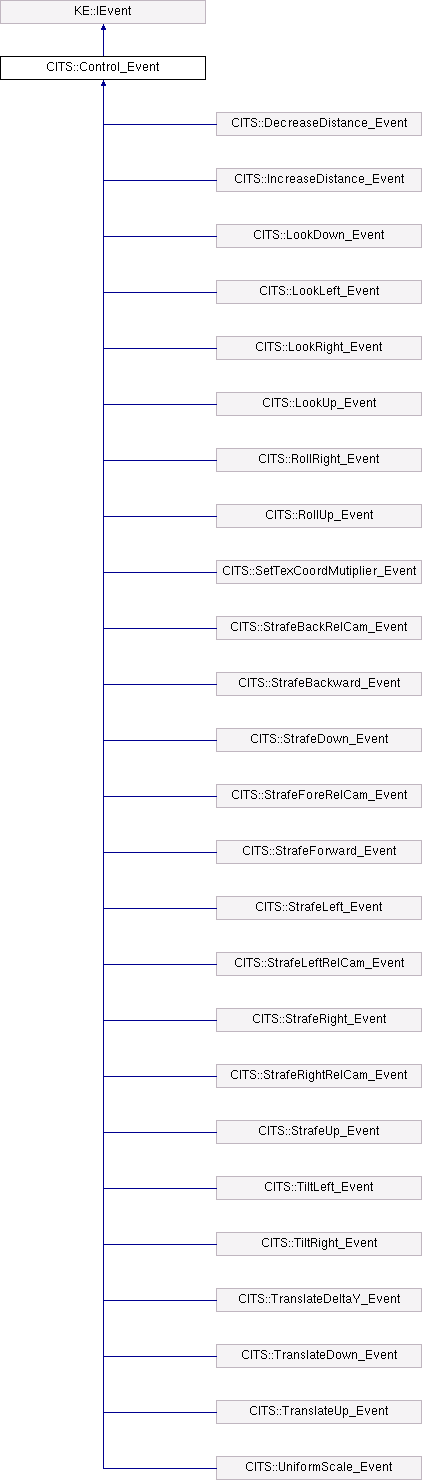 KE::IEvent
CITS::Control_Event
CITS::DecreaseDistance_Event
CITS::IncreaseDistance_Event
CITS::LookDown_Event
CITS::LookLeft_Event
CITS::LookRight_Event
CITS::LookUp_Event
CITS::RollRight_Event
CITS::RollUp_Event
CITS::SetTexCoordMutiplier_Event
CITS::StrafeBackRelCam_Event
CITS::StrafeBackward_Event
CITS::StrafeDown_Event
CITS::StrafeForeRelCam_Event
CITS::StrafeForward_Event
CITS::StrafeLeft_Event
CITS::StrafeLeftRelCam_Event
CITS::StrafeRight_Event
CITS::StrafeRightRelCam_Event
CITS::StrafeUp_Event
CITS::TiltLeft_Event
CITS::TiltRight_Event
CITS::TranslateDeltaY_Event
CITS::TranslateDown_Event
CITS::TranslateUp_Event
CITS::UniformScale_Event